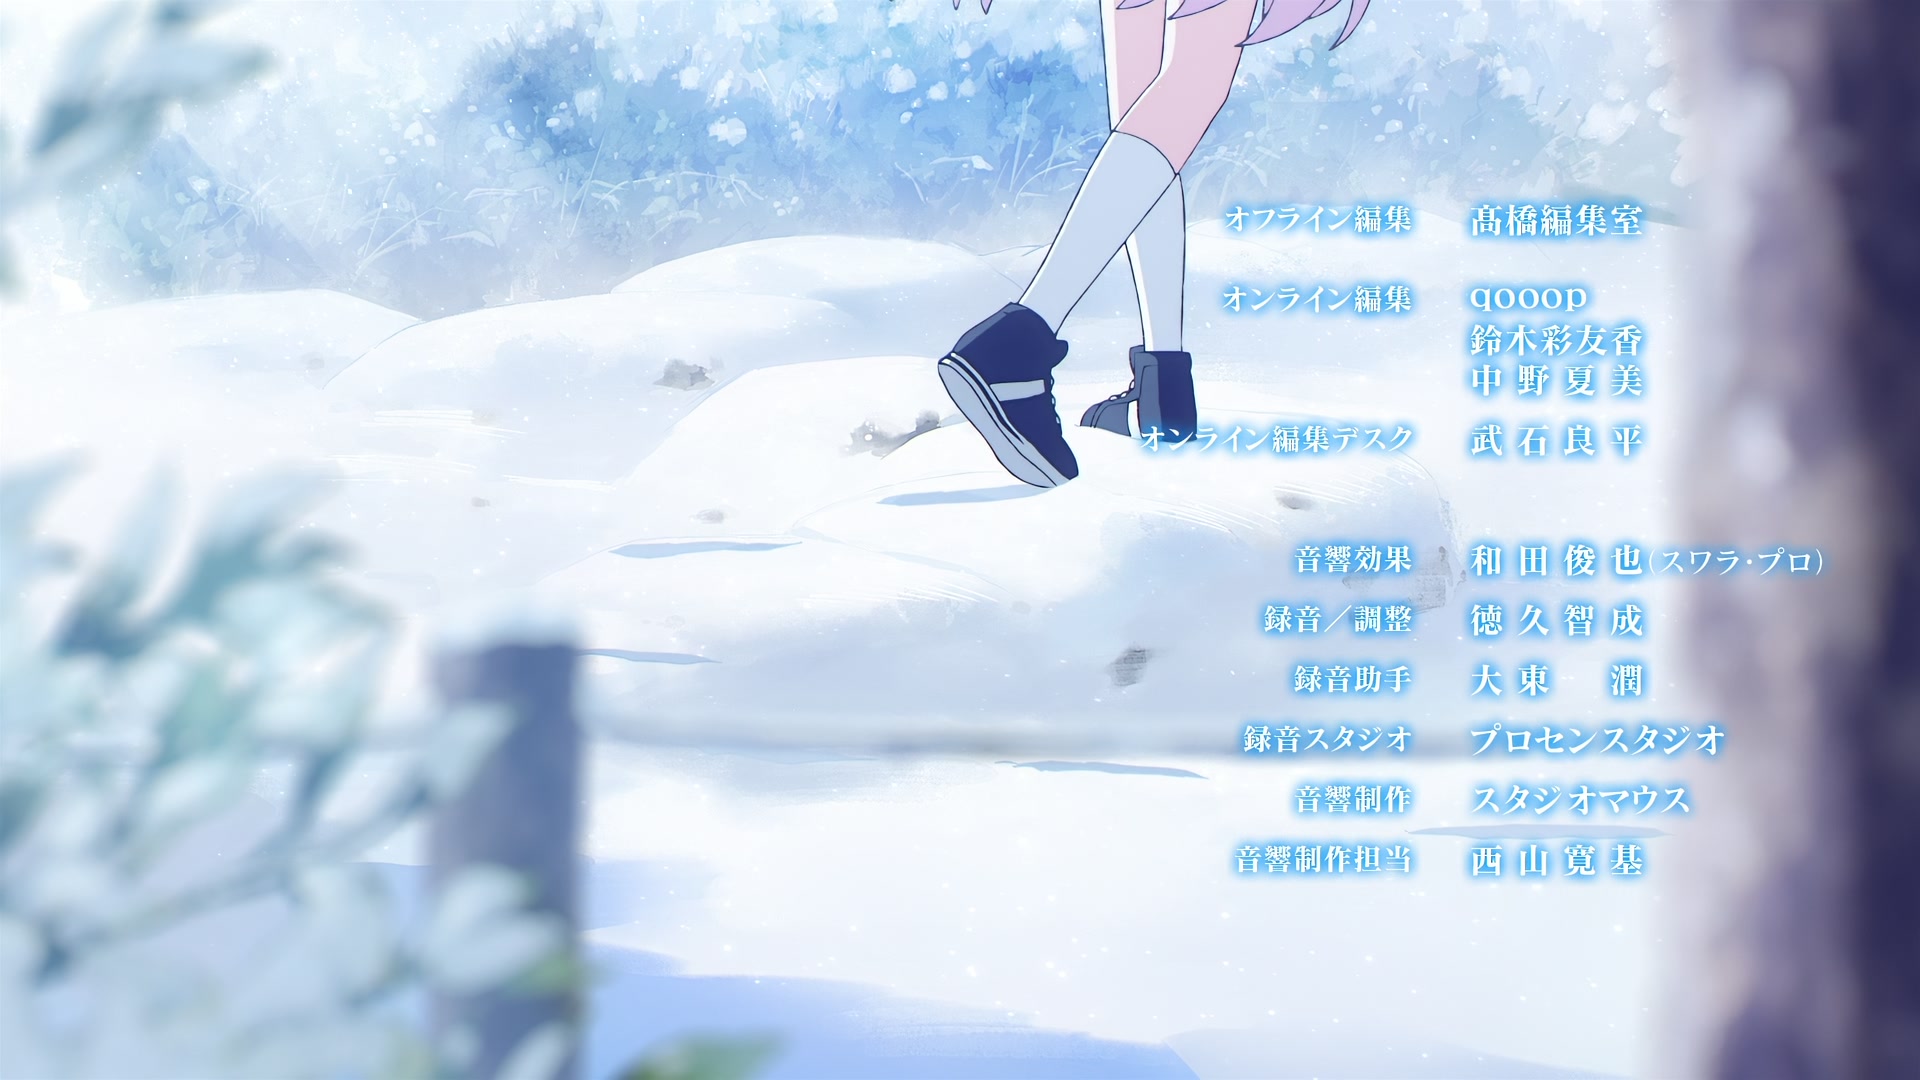 オフライン編集 髙橋編集室
オンライン編集 qooop
鈴木彩友香
中野夏美
オンライン編集デスク 武石良平
音響効果 和田俊也(スワラ・プロ)
録音／調整 徳久智成
録音助手 大東 潤
録音スタジオ プロセンスタジオ
音響制作 スタジオマウス
音響制作担当 西山寛基